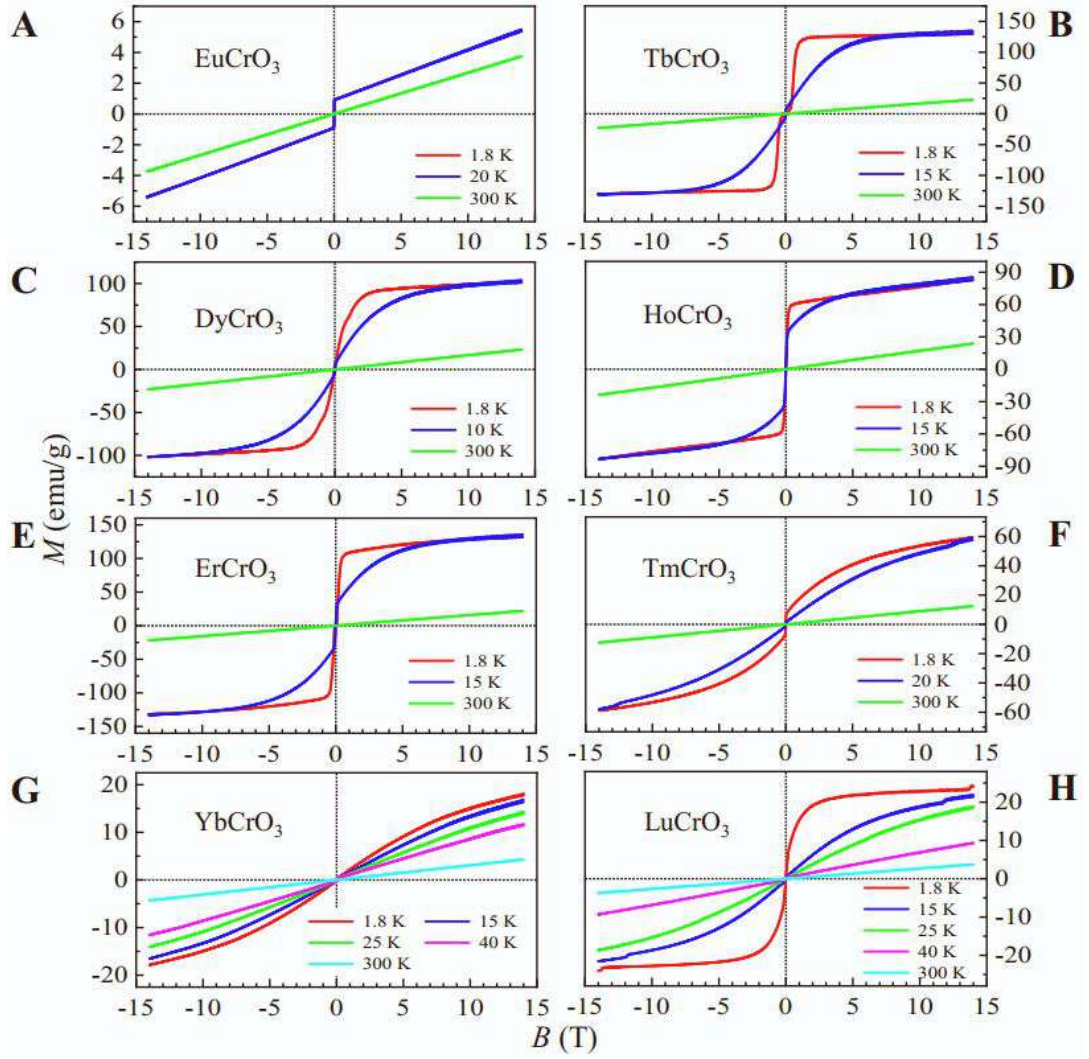 A
EuCrO3
6
4
2
0
-2
-4
-6
1.8 K
20 K
300 K
-15 -10 -5 0 5 10 15
B
TbCrO3
150
125
100
75
50
25
0
-25
-50
-75
-100
-125
-150
1.8 K
15 K
300 K
-15 -10 -5 0 5 10 15
C
DyCrO3
100
50
0
-50
-100
1.8 K
10 K
300 K
-15 -10 -5 0 5 10 15
D
HoCrO3
90
60
30
0
-30
-60
-90
1.8 K
15 K
300 K
-15 -10 -5 0 5 10 15
M (emu/g)
E
ErCrO3
150
100
50
0
-50
-100
-150
1.8 K
15 K
300 K
-15 -10 -5 0 5 10 15
F
TmCrO3
60
40
20
0
-20
-40
-60
1.8 K
20 K
300 K
-15 -10 -5 0 5 10 15
G
YbCrO3
20
10
0
-10
-20
1.8 K 15 K
25 K 40 K
300 K
-15 -10 -5 0 5 10 15
H
LuCrO3
20
10
0
-10
-20
1.8 K
15 K
25 K
40 K
300 K
-15 -10 -5 0 5 10 15
B (T)